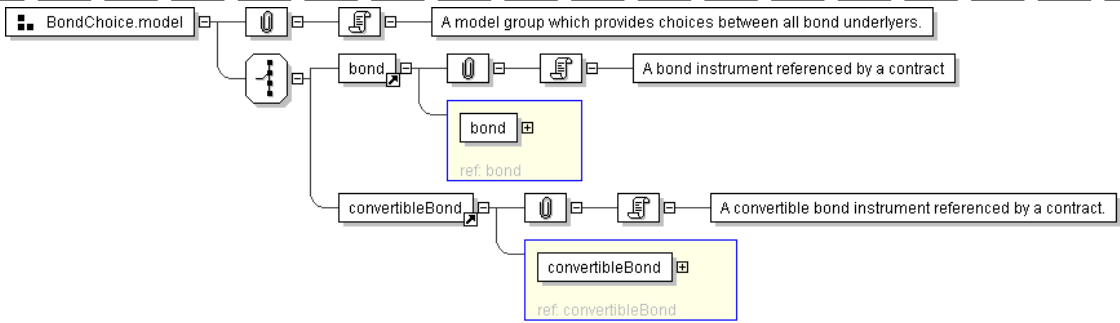 BondChoice.model
A model group which provides choices between all bond underlyers.
bond
A bond instrument referenced by a contract
bond
ref: bond
convertibleBond
A convertible bond instrument referenced by a contract.
convertibleBond
ref: convertibleBond